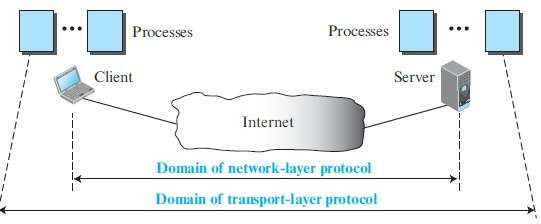 Processes
Processes
Client
Server
Internet
Domain of network-layer protocol
Domain of transport-layer protocol